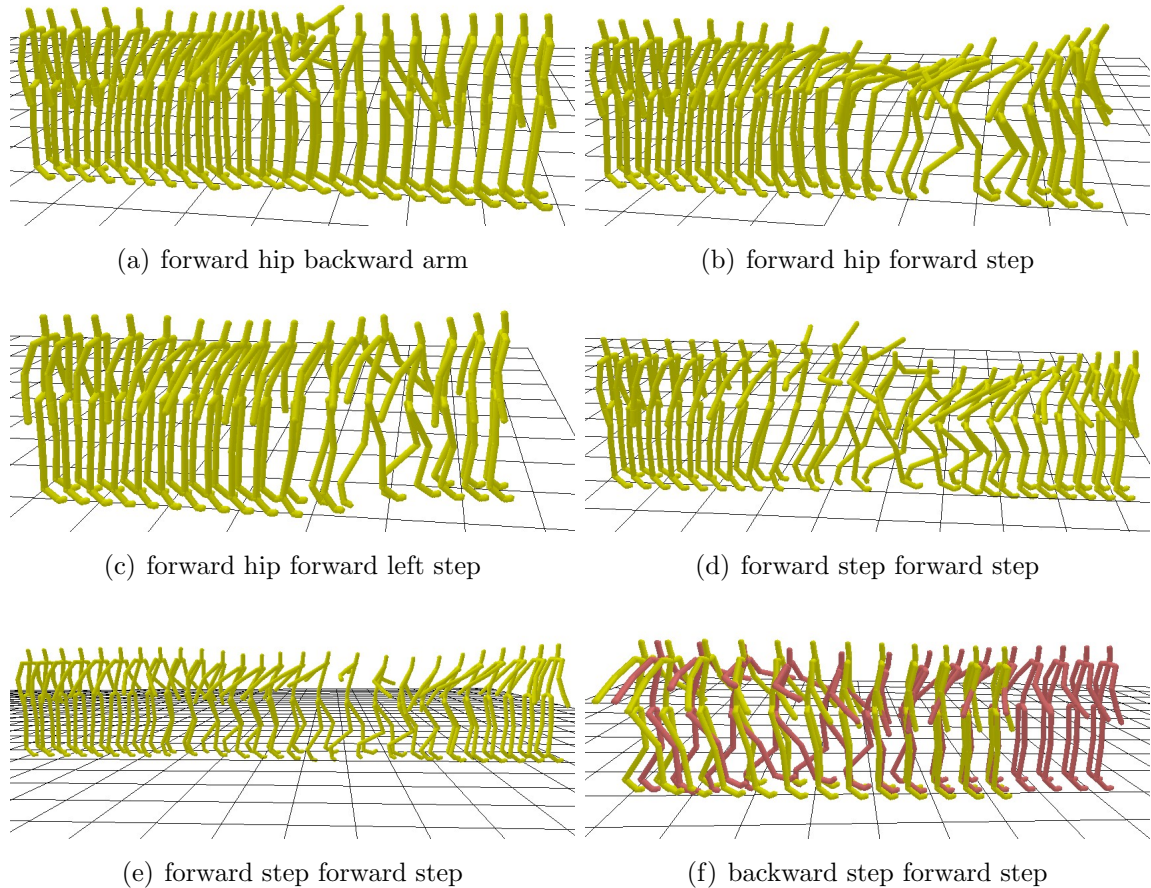 (a) forward hip backward arm
(b) forward hip forward step
(c) forward hip forward left step
(d) forward step forward step
(e) forward step forward step
(f) backward step forward step